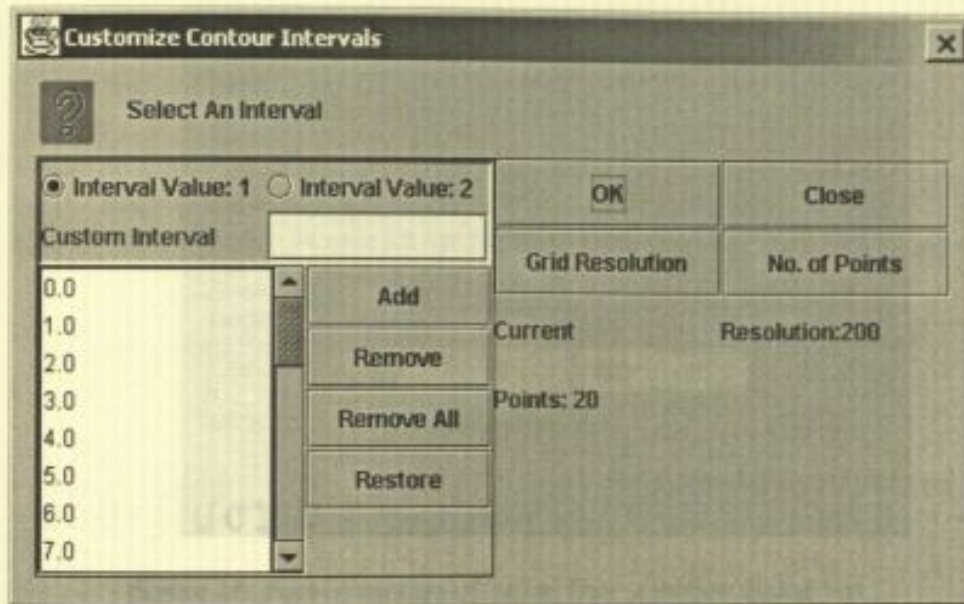 Customize Contour Intervals
Select An Interval
Interval Value: 1 Interval Value: 2
Custom Interval
0.0
1.0
2.0
3.0
4.0
5.0
6.0
7.0
Add
Remove
Remove All
Restore
OK
Close
Grid Resolution
No. of Points
Current Resolution:200
Points: 20